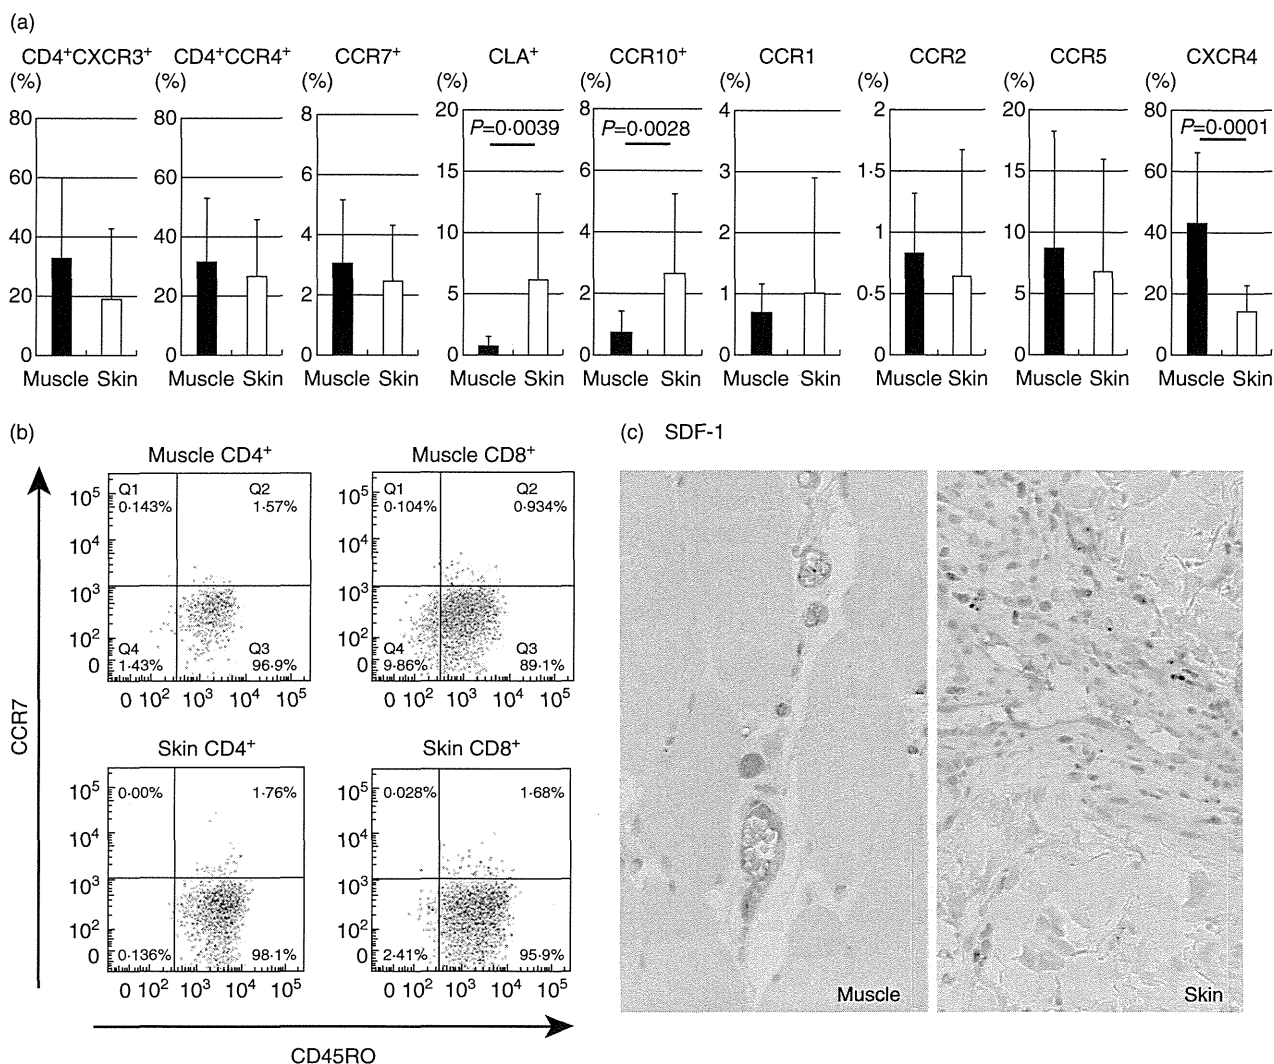 (a)
CD4⁺CXCR3⁺ CD4⁺CCR4⁺ CCR7⁺ CLA⁺ CCR10⁺ CCR1 CCR2 CCR5 CXCR4
(%) (%) (%) (%) (%) (%) (%) (%) (%)
80 80 8 20 8 4 2 20 80
P=0·0039 P=0·0028 P=0·0001
60 60 6 15 6 3 1·5 15 60
40 40 4 10 4 2 1 10 40
20 20 2 5 2 1 0·5 5 20
0 0 0 0 0 0 0 0 0
Muscle Skin Muscle Skin Muscle Skin Muscle Skin Muscle Skin Muscle Skin Muscle Skin Muscle Skin Muscle Skin
(b)
Muscle CD4⁺
10⁵ 10⁴ 10³ 10² 0
Q1 0·143%
Q2 1·57%
Q4 1·43%
Q3 96·9%
0 10² 10³ 10⁴ 10⁵
Muscle CD8⁺
10⁵ 10⁴ 10³ 10² 0
Q1 0·104%
Q2 0·934%
Q4 9·86%
Q3 89·1%
0 10² 10³ 10⁴ 10⁵
CCR7
Skin CD4⁺
10⁵ 10⁴ 10³ 10² 0
0·00% 1·76%
0·136% 98·1%
0 10² 10³ 10⁴ 10⁵
Skin CD8⁺
10⁵ 10⁴ 10³ 10² 0
0·028% 1·68%
2·41% 95·9%
0 10² 10³ 10⁴ 10⁵
CD45RO
(c) SDF-1
Muscle
Skin